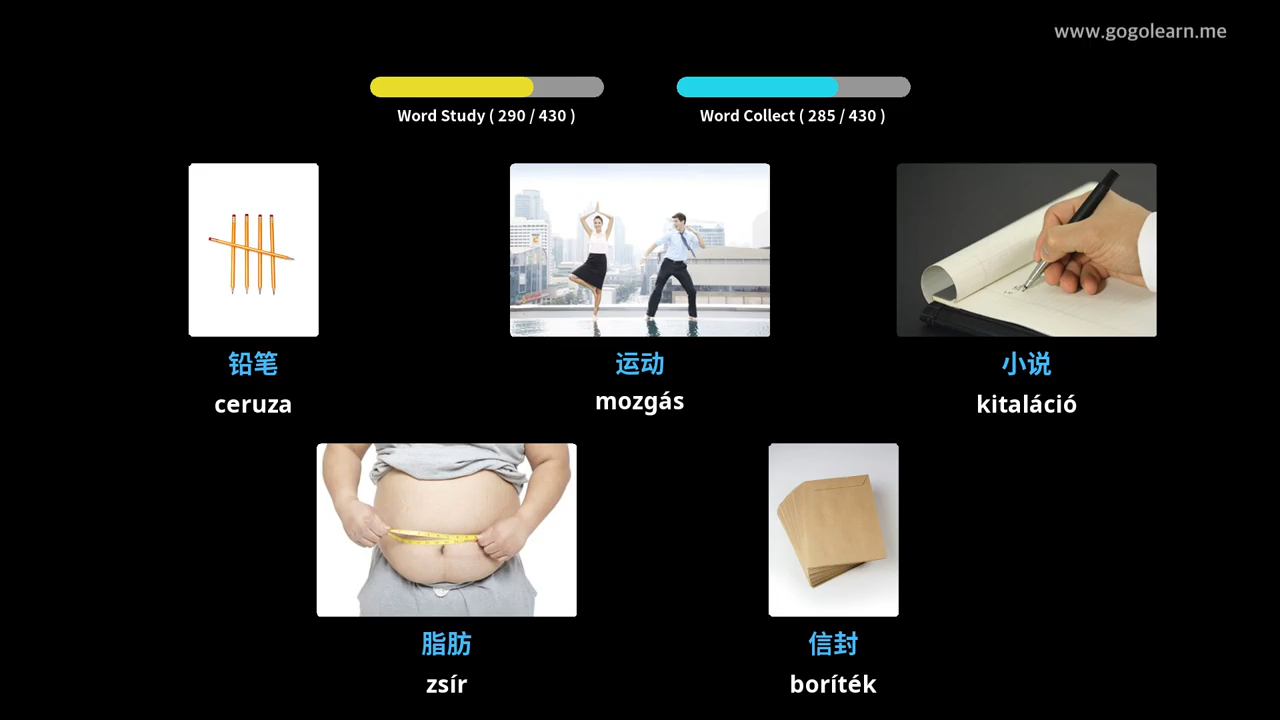 www.gogolearn.me
Word Study ( 290 / 430 )
Word Collect ( 285 / 430 )
铅笔
运动
小说
ceruza
mozgás
kitaláció
脂肪
信封
zsír
boríték